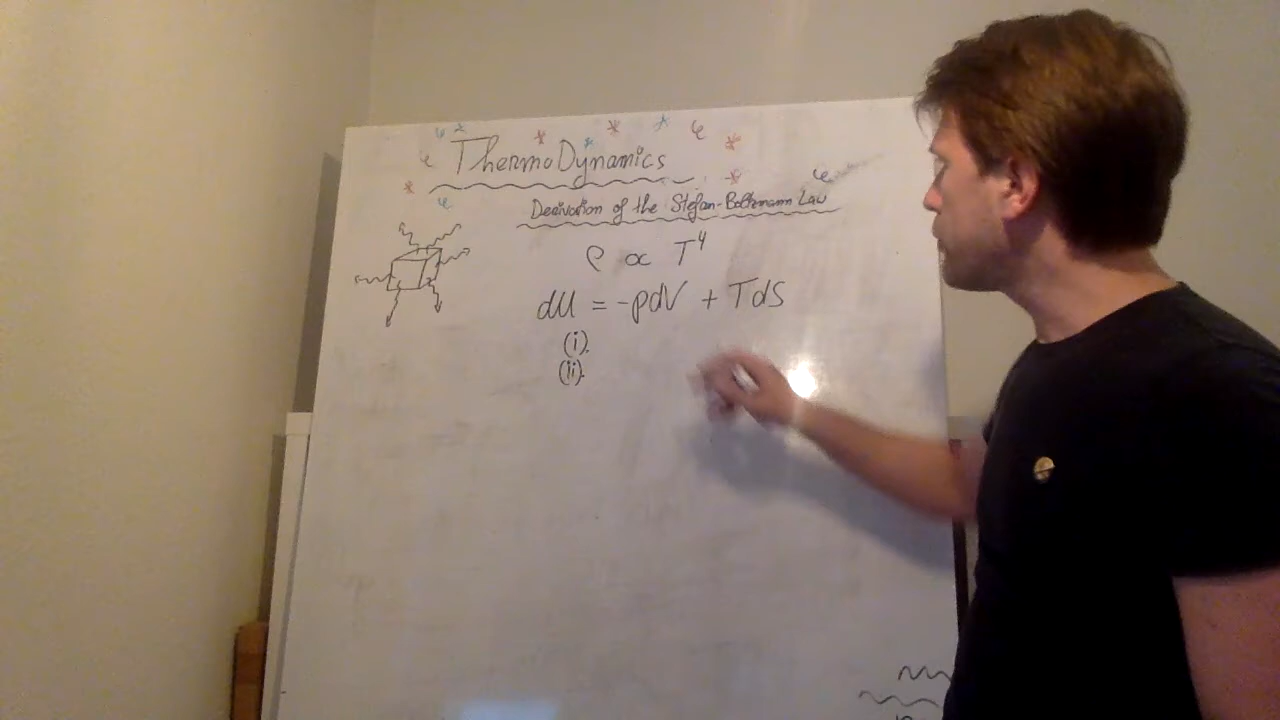 ThermoDynamics
Derivation of the Stefan-Boltzmann Law
ρ ∝ T⁴
dU = -pdV + TdS
(i).
(ii).